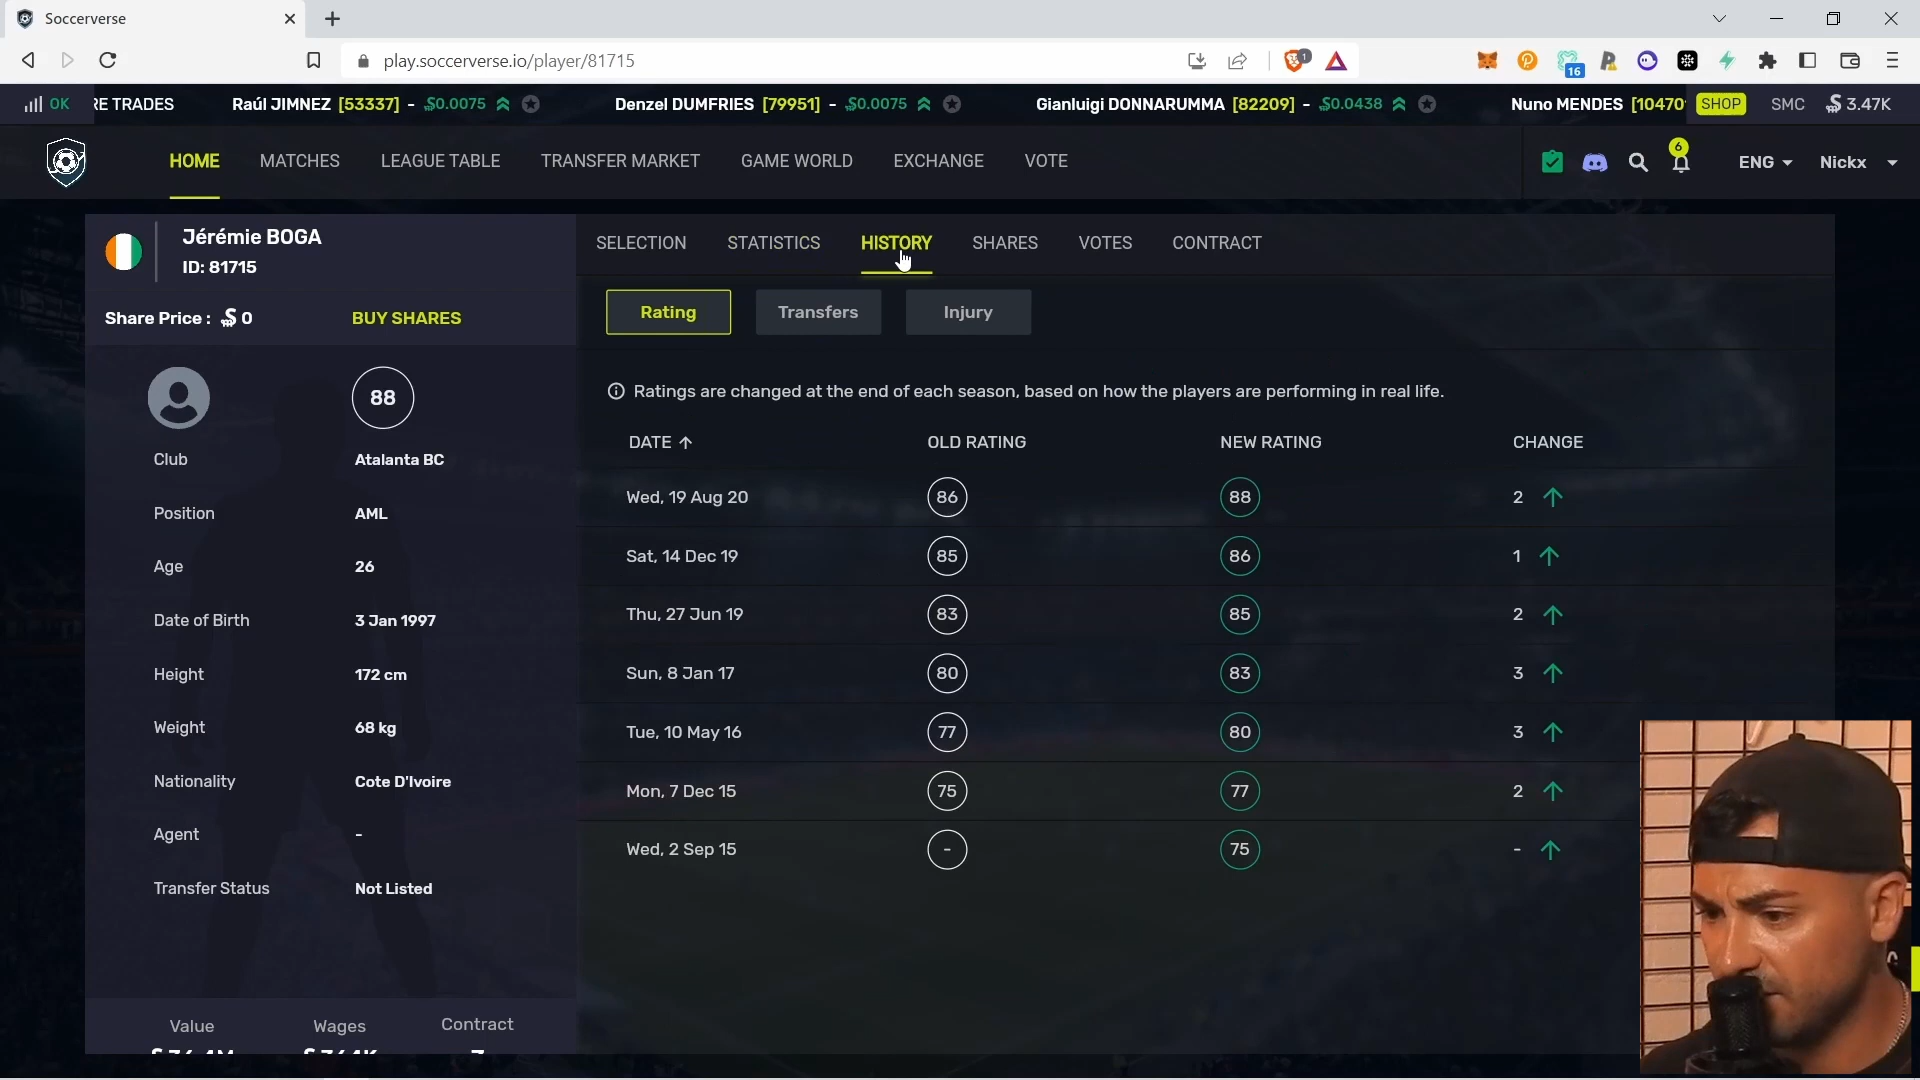 Soccerverse
play.soccerverse.io/player/81715
16
1
OK
RE TRADES
Raúl JIMNEZ [53337] - $0.0075
Denzel DUMFRIES [79951] - $0.0075
Gianluigi DONNARUMMA [82209] - $0.0438
Nuno MENDES [10470
SHOP
SMC
3.47K
HOME
MATCHES
LEAGUE TABLE
TRANSFER MARKET
GAME WORLD
EXCHANGE
VOTE
6
ENG
Nickx
Jérémie BOGA
ID: 81715
Share Price : $ 0
BUY SHARES
88
Club Atalanta BC
Position AML
Age 26
Date of Birth 3 Jan 1997
Height 172 cm
Weight 68 kg
Nationality Cote D'Ivoire
Agent -
Transfer Status Not Listed
Value Wages Contract
SELECTION STATISTICS HISTORY SHARES VOTES CONTRACT
Rating Transfers Injury
Ratings are changed at the end of each season, based on how the players are performing in real life.
DATE OLD RATING NEW RATING CHANGE
Wed, 19 Aug 20 86 88 2
Sat, 14 Dec 19 85 86 1
Thu, 27 Jun 19 83 85 2
Sun, 8 Jan 17 80 83 3
Tue, 10 May 16 77 80 3
Mon, 7 Dec 15 75 77 2
Wed, 2 Sep 15 - 75 -